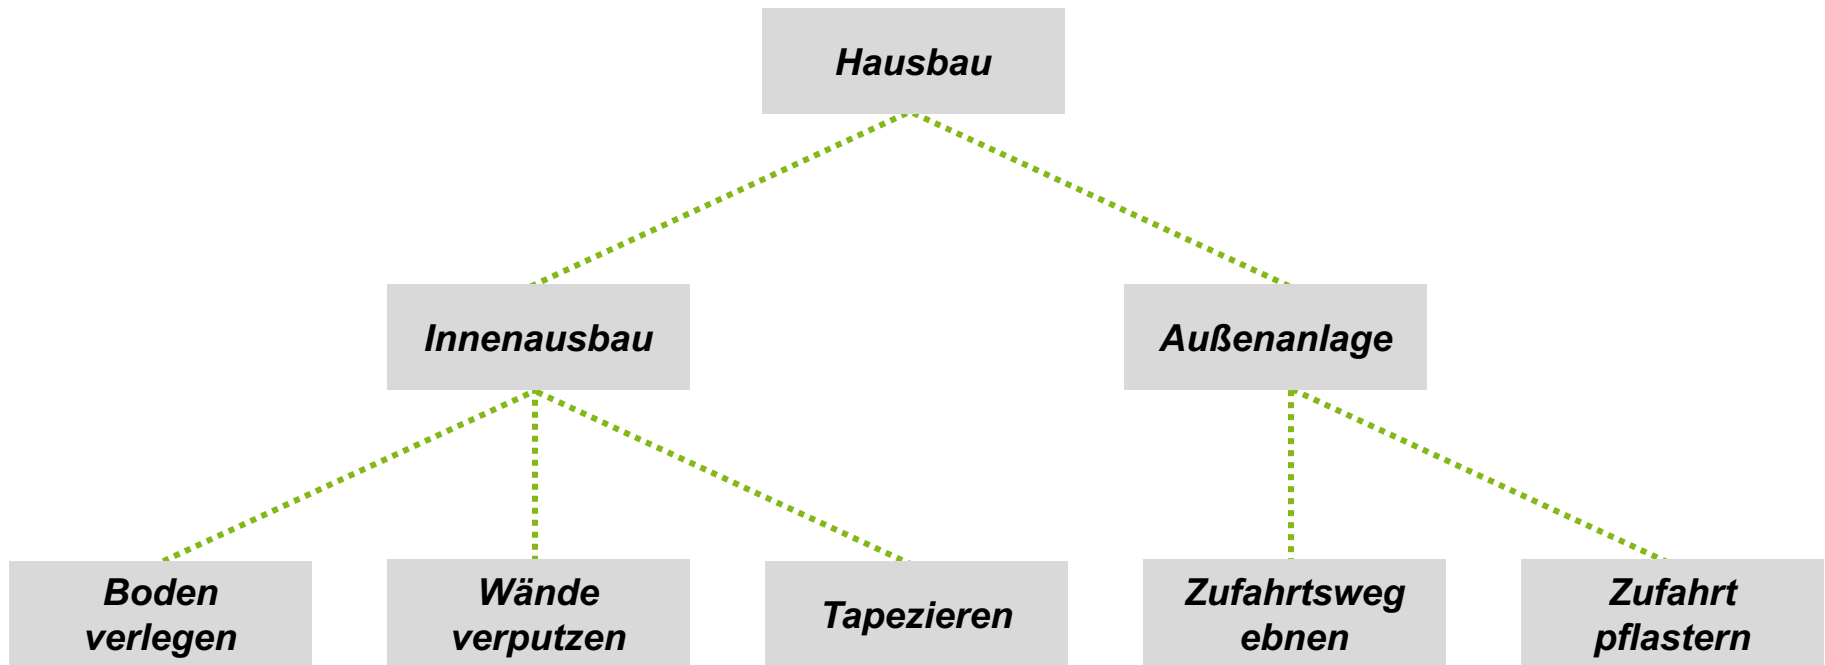 Hausbau
Innenausbau
Außenanlage
Boden
verlegen
Wände
verputzen
Tapezieren
Zufahrtsweg
ebnen
Zufahrt
pflastern